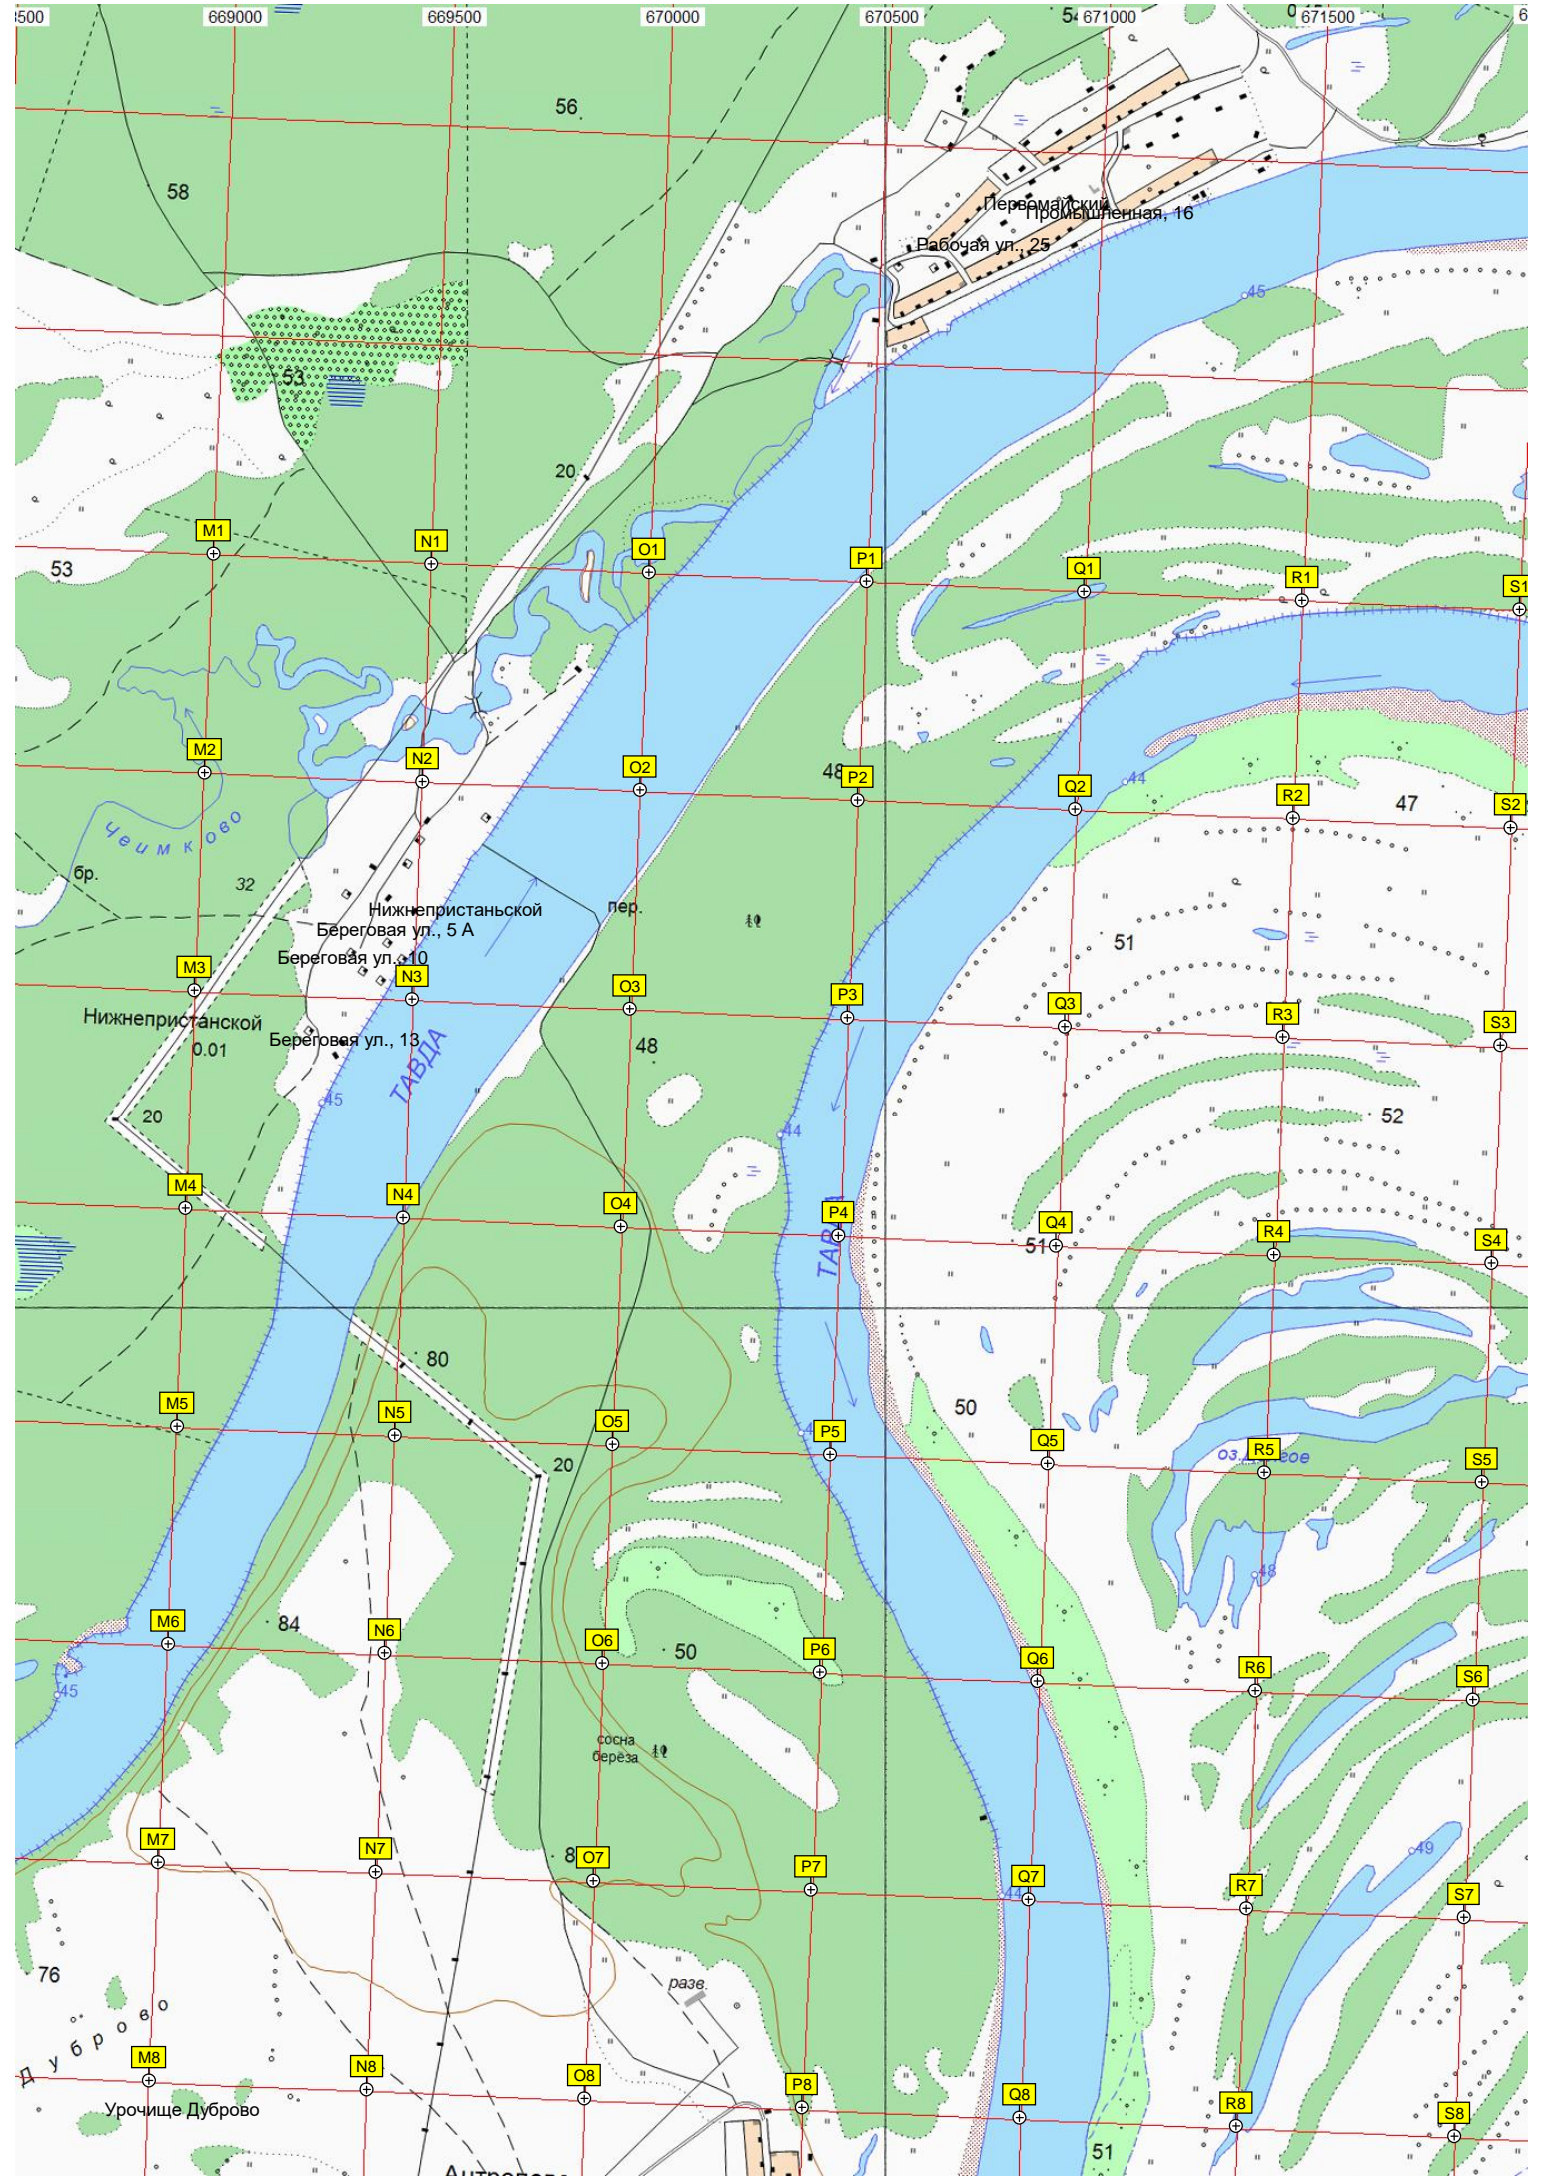 669000 669500 670000 670500 671000 671500
56
58
Первомайский
Промышленная, 16
Рабочая ул., 25
45
53
20
M1 N1 O1 P1 Q1 R1 S1
53
M2 N2 O2 P2 Q2 R2 S2
48
44
47
Чеимково
бр.
32
пер.
Нижнепристаньской
Береговая ул., 5 А
Береговая ул., 10
51
M3 N3 O3 P3 Q3 R3 S3
Нижнепристанской
0.01
Береговая ул., 13
ТАВДА
48
45
20
44
52
M4 N4 O4 P4 Q4 R4 S4
51
80
50
M5 N5 O5 P5 Q5 R5 S5
20
48
84
M6 N6 O6 P6 Q6 R6 S6
50
45
сосна
берёза
49
M7 N7 O7 P7 Q7 R7 S7
44
76
разв.
Дуброво
M8 N8 O8 P8 Q8 R8 S8
Урочище Дуброво
51